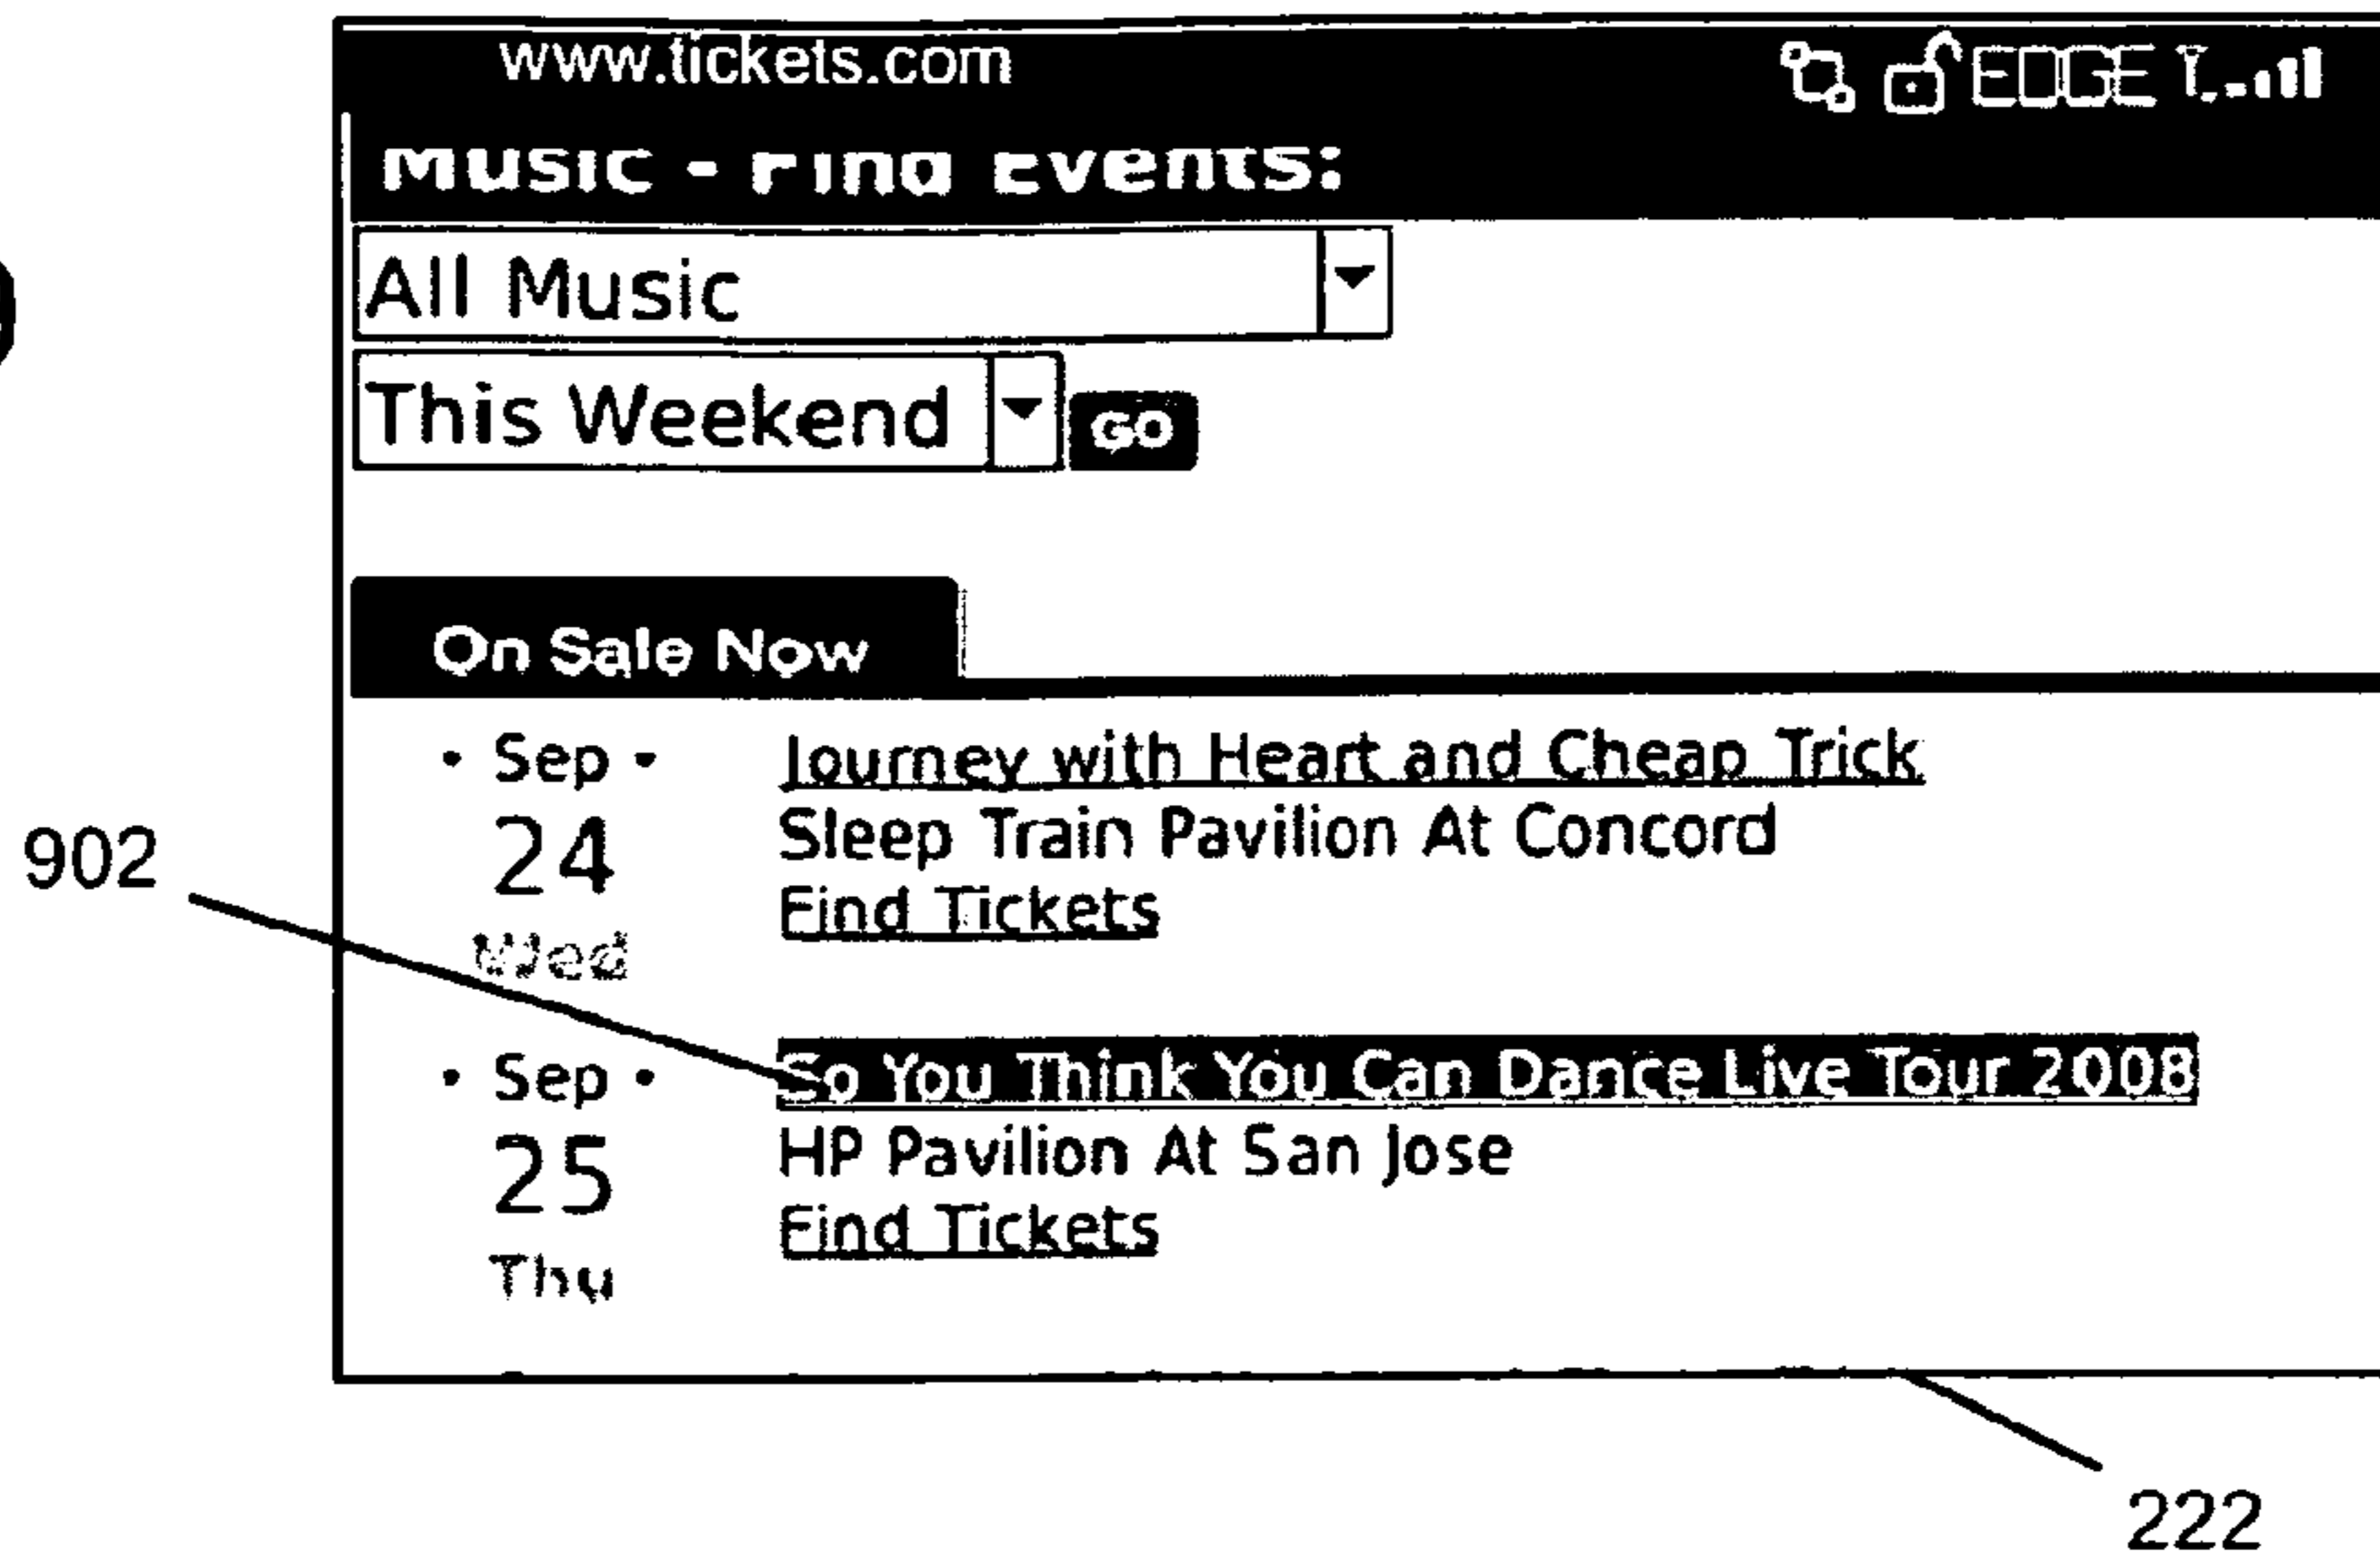 www.tickets.com EDGE
Music - Find Events:
All Music
This Weekend GO
On Sale Now
• Sep • Journey with Heart and Cheap Trick
24 Sleep Train Pavilion At Concord
Find Tickets
902
Wed
• Sep • So You Think You Can Dance Live Tour 2008
25 HP Pavilion At San Jose
Find Tickets
Thu
222